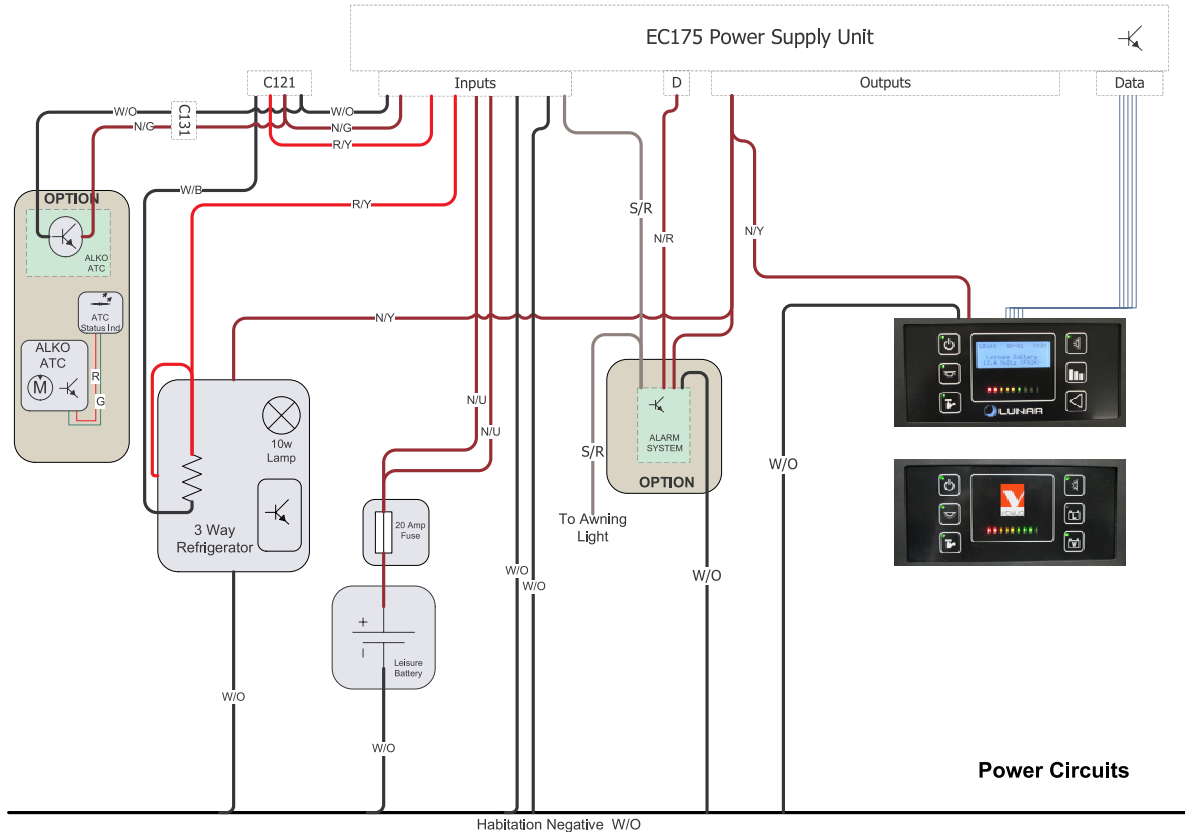 EC175 Power Supply Unit
C121
Inputs
D
Outputs
Data
W/O
C131
W/O
N/G
N/G
R/Y
W/B
R/Y
OPTION
ALKO
ATC
S/R
N/R
N/Y
ATC
Status Ind
N/Y
ALKO
ATC
M
R
G
Leisure Battery
LUNAR
10w
Lamp
N/U
N/U
ALARM
SYSTEM
S/R
W/O
OPTION
3 Way
Refrigerator
20 Amp
Fuse
To Awning
Light
W/O
W/O
W/O
+
Leisure
Battery
W/O
W/O
Power Circuits
Habitation Negative W/O